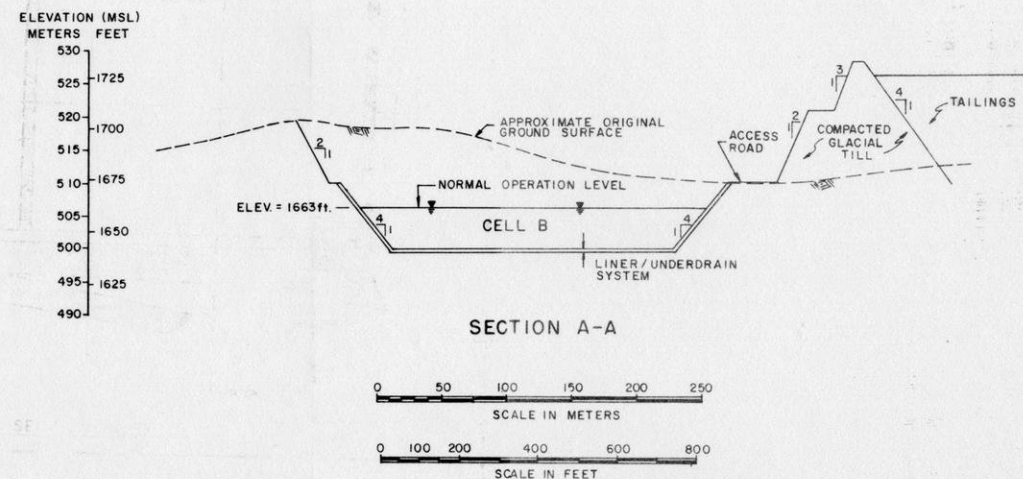 ELEVATION (MSL)
METERS FEET
530
525
520
515
510
505
500
495
490
1725
1700
1675
1650
1625
APPROXIMATE ORIGINAL
GROUND SURFACE
2
1
NORMAL OPERATION LEVEL
ELEV. = 1663ft.
CELL B
4
1
4
1
LINER/UNDERDRAIN
SYSTEM
ACCESS
ROAD
2
1
3
1
4
1
COMPACTED
GLACIAL
TILL
TAILINGS
SECTION A-A
0 50 100 150 200 250
SCALE IN METERS
0 100 200 400 600 800
SCALE IN FEET